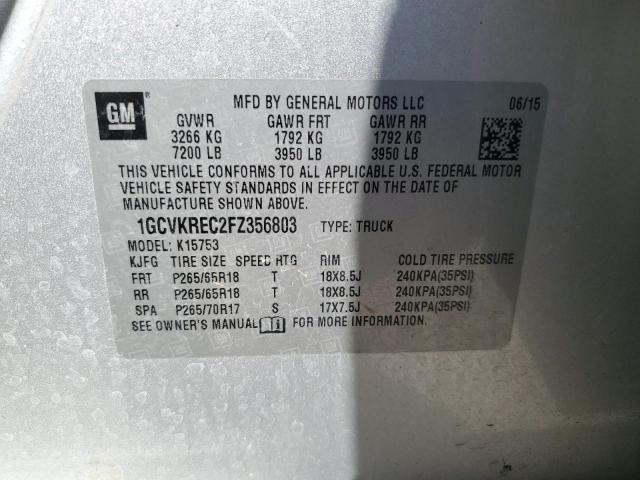 GM
MFD BY GENERAL MOTORS LLC 06/15
GVWR GAWR FRT GAWR RR
3266 KG 1792 KG 1792 KG
7200 LB 3950 LB 3950 LB
THIS VEHICLE CONFORMS TO ALL APPLICABLE U.S. FEDERAL MOTOR
VEHICLE SAFETY STANDARDS IN EFFECT ON THE DATE OF
MANUFACTURE SHOWN ABOVE.
1GCVKREC2FZ356803 TYPE: TRUCK
MODEL: K15753
KJFG TIRE SIZE SPEED RTG RIM COLD TIRE PRESSURE
FRT P265/65R18 T 18X8.5J 240KPA(35PSI)
RR P265/65R18 T 18X8.5J 240KPA(35PSI)
SPA P265/70R17 S 17X7.5J 240KPA(35PSI)
SEE OWNER'S MANUAL FOR MORE INFORMATION.